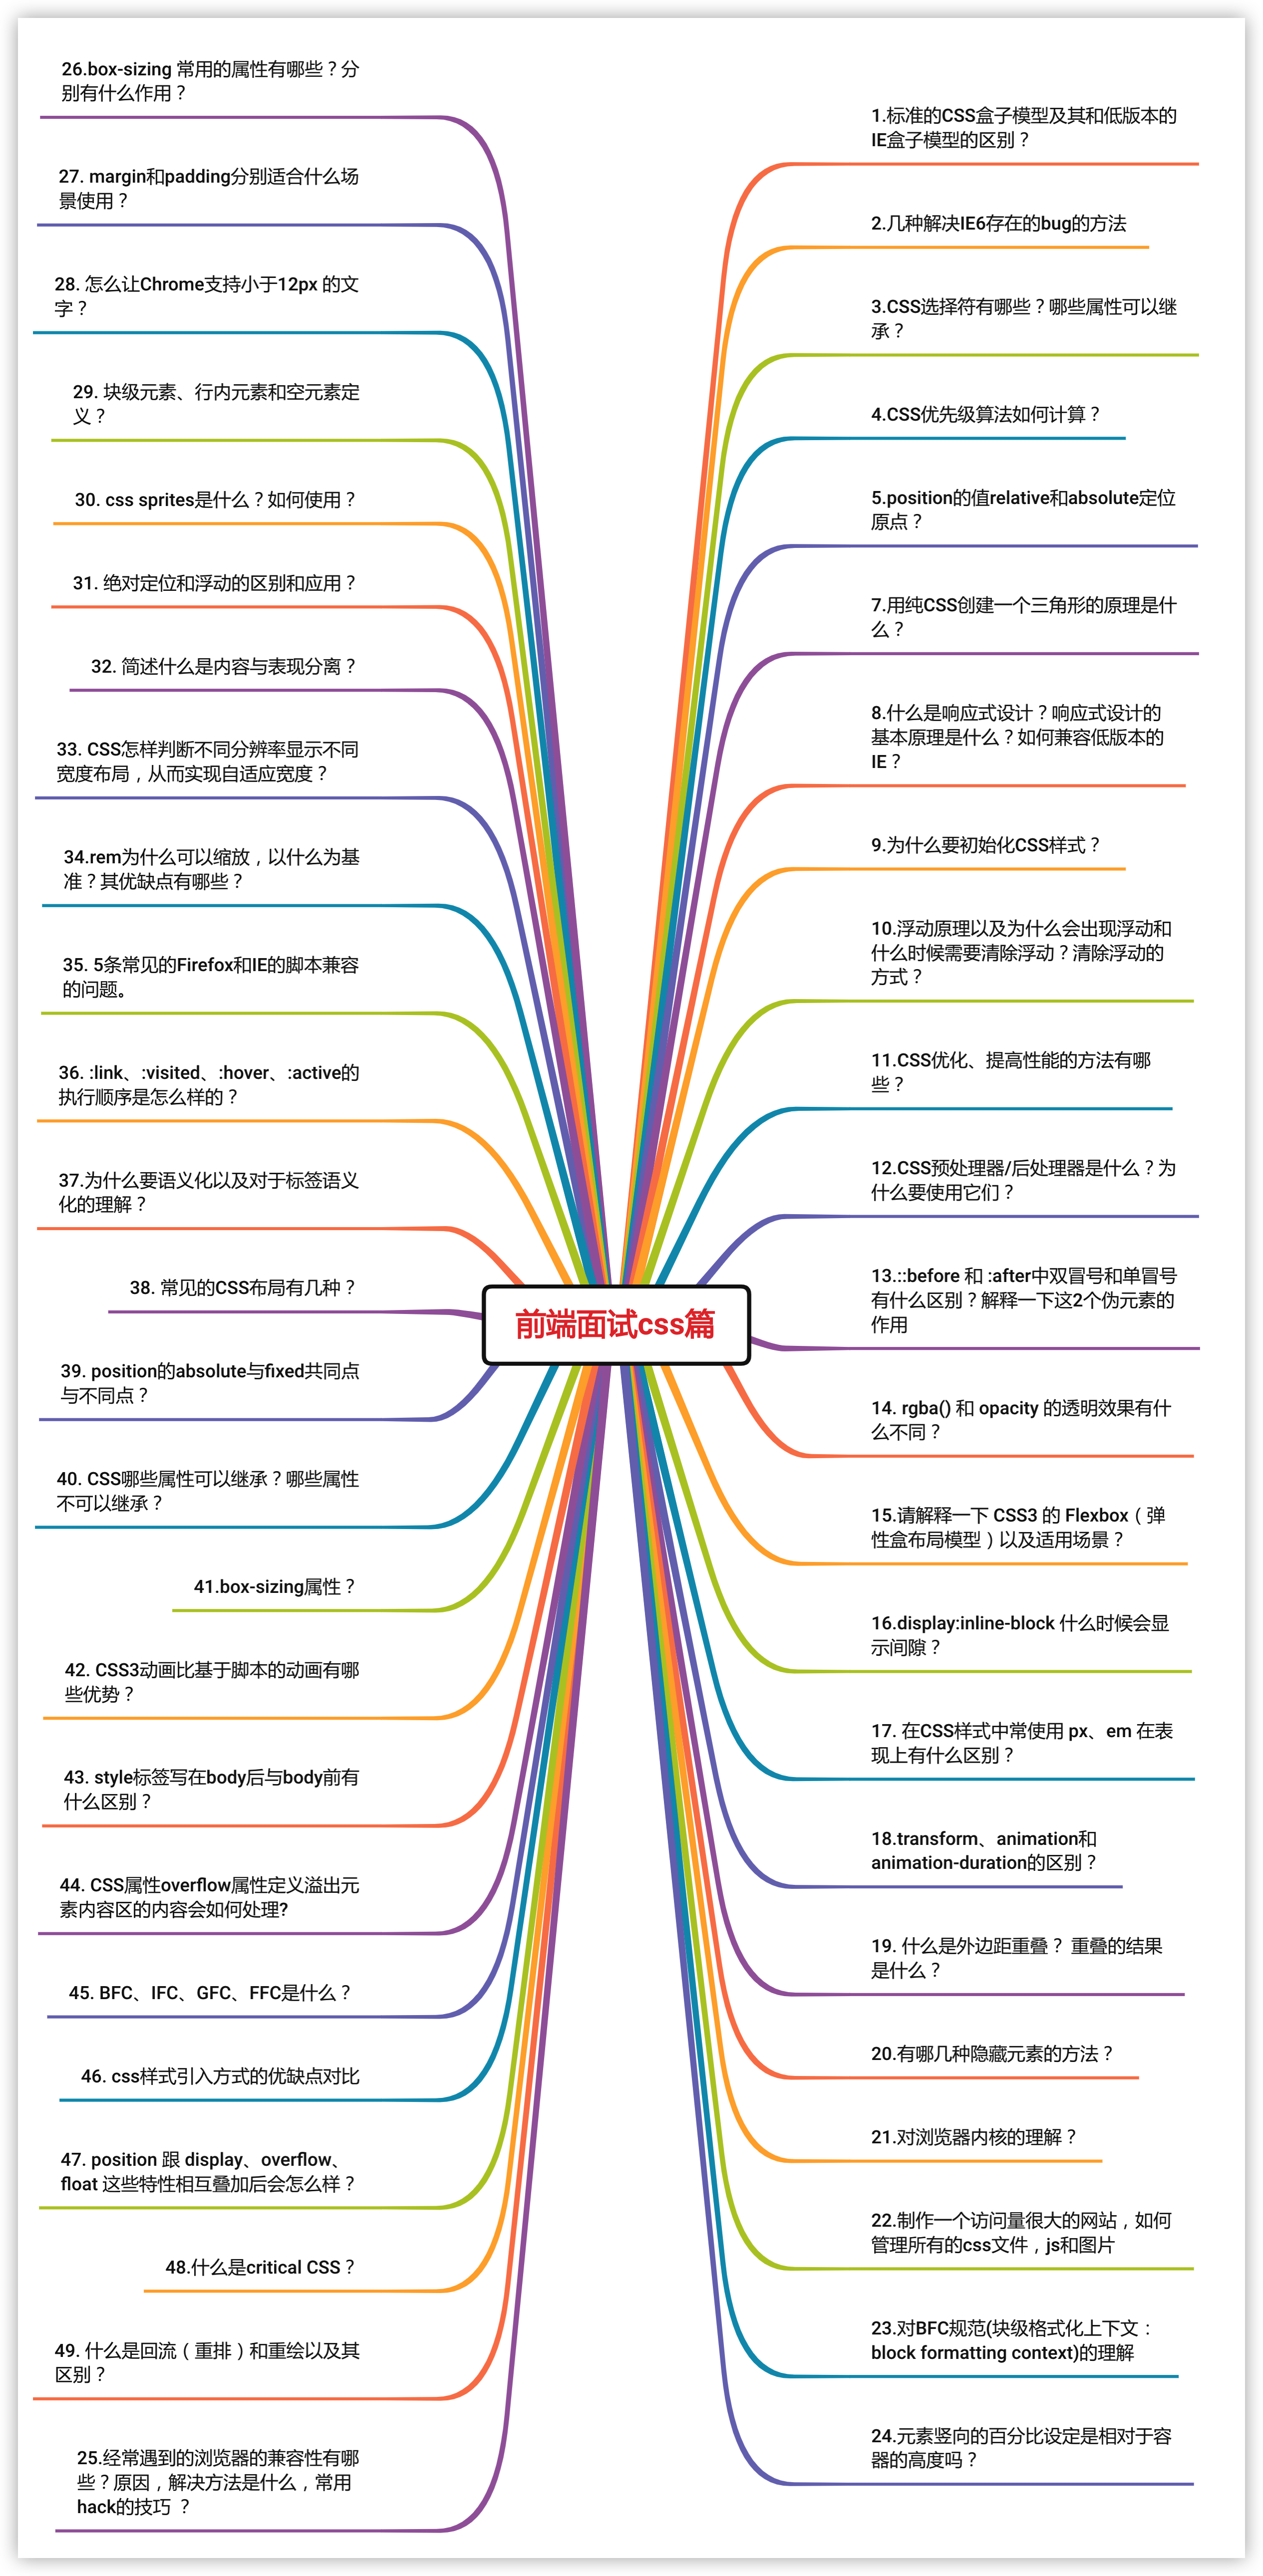 前端面试css篇
1.标准的CSS盒子模型及其和低版本的
IE盒子模型的区别？
2.几种解决IE6存在的bug的方法
3.CSS选择符有哪些？哪些属性可以继
承？
4.CSS优先级算法如何计算？
5.position的值relative和absolute定位
原点？
7.用纯CSS创建一个三角形的原理是什
么？
8.什么是响应式设计？响应式设计的
基本原理是什么？如何兼容低版本的
IE？
9.为什么要初始化CSS样式？
10.浮动原理以及为什么会出现浮动和
什么时候需要清除浮动？清除浮动的
方式？
11.CSS优化、提高性能的方法有哪
些？
12.CSS预处理器/后处理器是什么？为
什么要使用它们？
13.::before 和 :after中双冒号和单冒号
有什么区别？解释一下这2个伪元素的
作用
14. rgba() 和 opacity 的透明效果有什
么不同？
15.请解释一下 CSS3 的 Flexbox（弹
性盒布局模型）以及适用场景？
16.display:inline-block 什么时候会显
示间隙？
17. 在CSS样式中常使用 px、em 在表
现上有什么区别？
18.transform、animation和
animation-duration的区别？
19. 什么是外边距重叠？ 重叠的结果
是什么？
20.有哪几种隐藏元素的方法？
21.对浏览器内核的理解？
22.制作一个访问量很大的网站，如何
管理所有的css文件，js和图片
23.对BFC规范(块级格式化上下文：
block formatting context)的理解
24.元素竖向的百分比设定是相对于容
器的高度吗？
26.box-sizing 常用的属性有哪些？分
别有什么作用？
27. margin和padding分别适合什么场
景使用？
28. 怎么让Chrome支持小于12px 的文
字？
29. 块级元素、行内元素和空元素定
义？
30. css sprites是什么？如何使用？
31. 绝对定位和浮动的区别和应用？
32. 简述什么是内容与表现分离？
33. CSS怎样判断不同分辨率显示不同
宽度布局，从而实现自适应宽度？
34.rem为什么可以缩放，以什么为基
准？其优缺点有哪些？
35. 5条常见的Firefox和IE的脚本兼容
的问题。
36. :link、:visited、:hover、:active的
执行顺序是怎么样的？
37.为什么要语义化以及对于标签语义
化的理解？
38. 常见的CSS布局有几种？
39. position的absolute与fixed共同点
与不同点？
40. CSS哪些属性可以继承？哪些属性
不可以继承？
41.box-sizing属性？
42. CSS3动画比基于脚本的动画有哪
些优势？
43. style标签写在body后与body前有
什么区别？
44. CSS属性overflow属性定义溢出元
素内容区的内容会如何处理?
45. BFC、IFC、GFC、FFC是什么？
46. css样式引入方式的优缺点对比
47. position 跟 display、overflow、
float 这些特性相互叠加后会怎么样？
48.什么是critical CSS？
49. 什么是回流（重排）和重绘以及其
区别？
25.经常遇到的浏览器的兼容性有哪
些？原因，解决方法是什么，常用
hack的技巧 ？